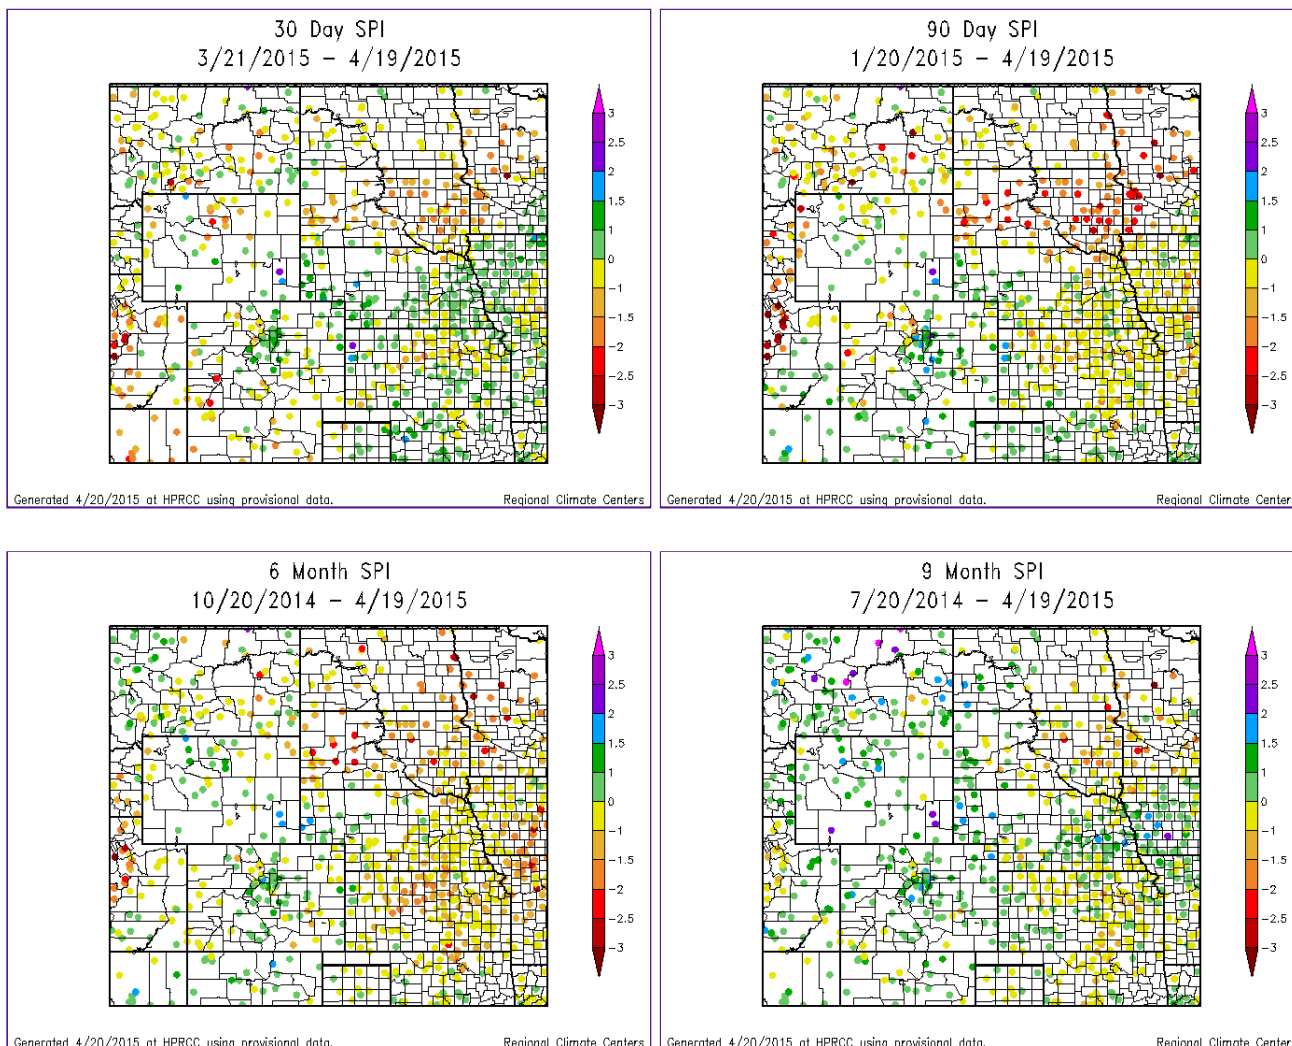 30 Day SPI
3/21/2015 – 4/19/2015
3
2.5
2
1.5
1
0
−1
−1.5
−2
−2.5
−3
Generated 4/20/2015 at HPRCC using provisional data.
Regional Climate Centers
90 Day SPI
1/20/2015 – 4/19/2015
3
2.5
2
1.5
1
0
−1
−1.5
−2
−2.5
−3
Generated 4/20/2015 at HPRCC using provisional data.
Regional Climate Centers
6 Month SPI
10/20/2014 – 4/19/2015
3
2.5
2
1.5
1
0
−1
−1.5
−2
−2.5
−3
Generated 4/20/2015 at HPRCC using provisional data.
Regional Climate Centers
9 Month SPI
7/20/2014 – 4/19/2015
3
2.5
2
1.5
1
0
−1
−1.5
−2
−2.5
−3
Generated 4/20/2015 at HPRCC using provisional data.
Regional Climate Centers